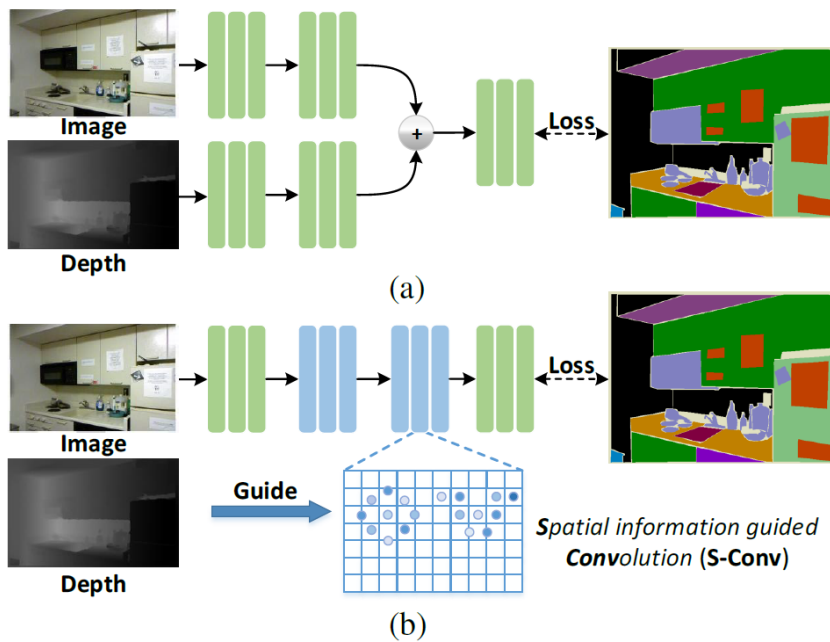 Image
+
Loss
Depth
(a)
Image
Loss
Guide
Depth
Spatial information guided
Convolution (S-Conv)
(b)